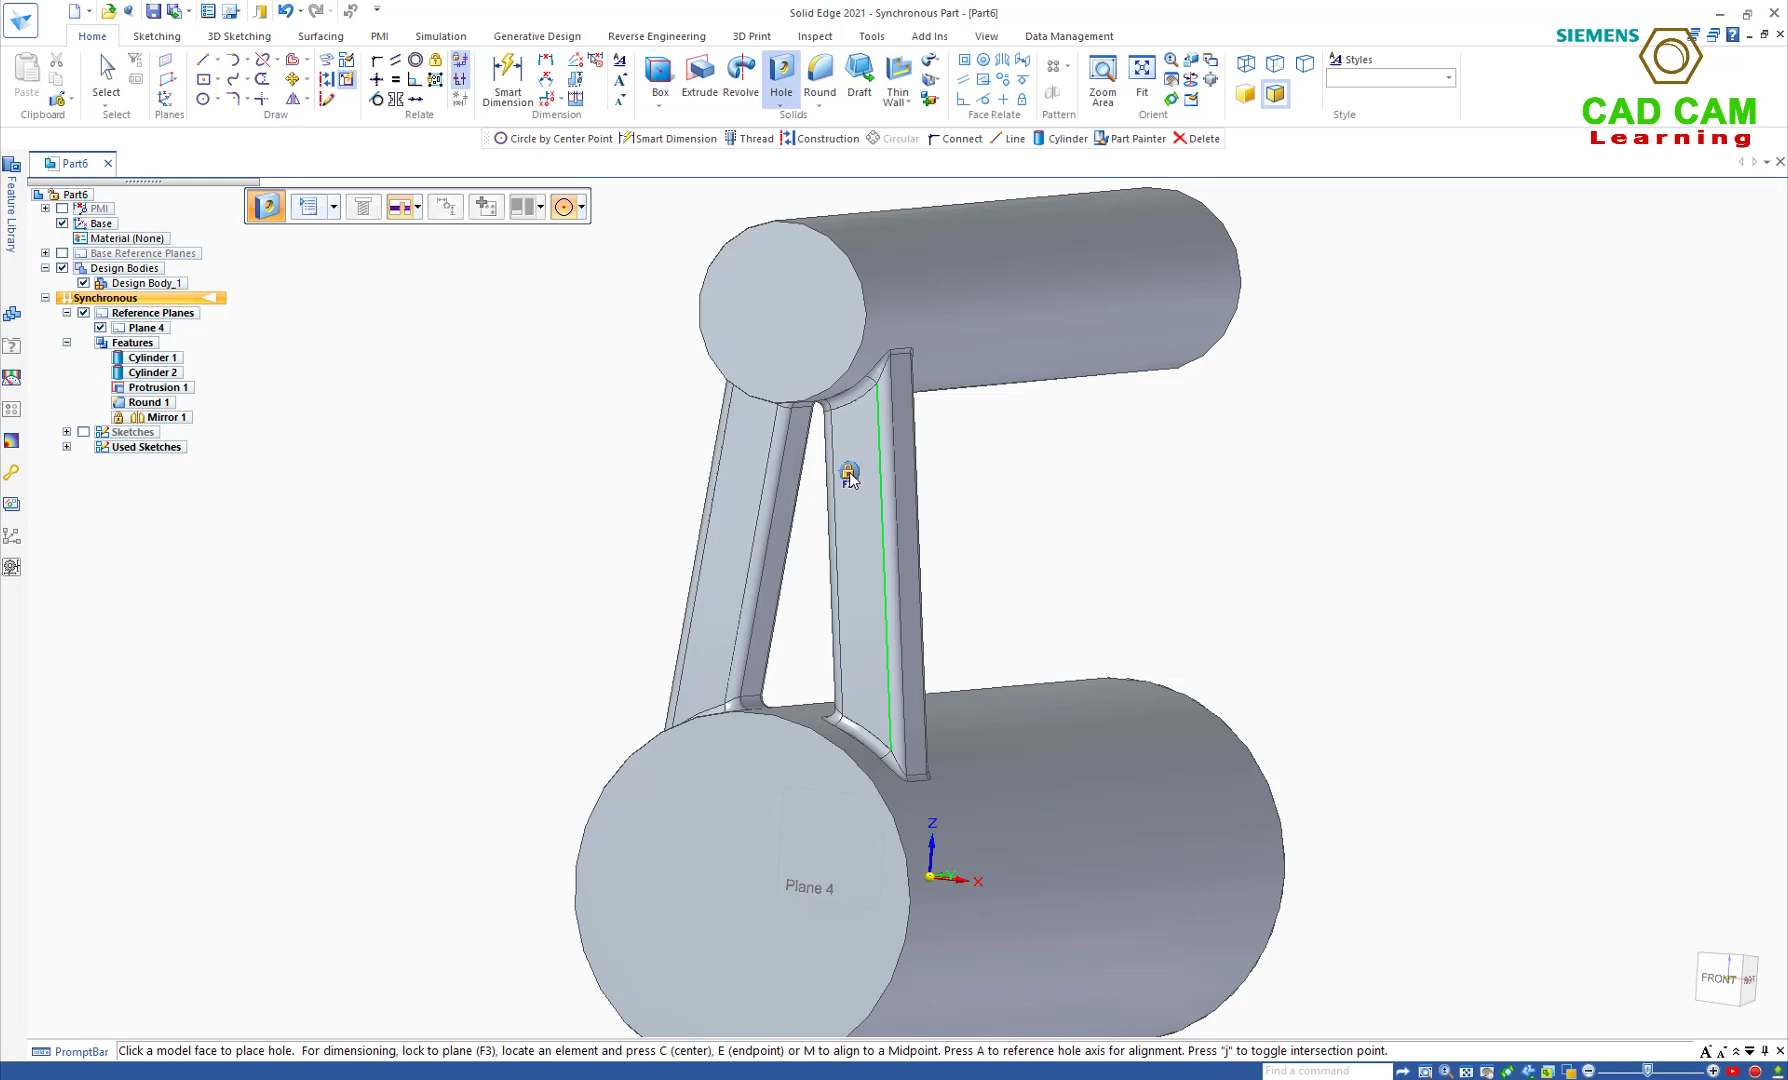 Solid Edge 2021 - Synchronous Part - [Part6]
Home Sketching 3D Sketching Surfacing PMI Simulation Generative Design Reverse Engineering 3D Print Inspect Tools Add Ins View Data Management
SIEMENS
CAD CAM
Learning
Paste
Select
Smart Dimension
Box
Extrude
Revolve
Hole
Round
Draft
Thin Wall
Zoom Area
Fit
Styles
Clipboard Select Planes Draw Relate Dimension Solids Face Relate Pattern Orient Style
Circle by Center Point Smart Dimension Thread Construction Circular Connect Line Cylinder Part Painter Delete
Part6
Feature Library
Part6
PMI
Base
Material (None)
Base Reference Planes
Design Bodies
Design Body_1
Synchronous
Reference Planes
Plane 4
Features
Cylinder 1
Cylinder 2
Protrusion 1
Round 1
Mirror 1
Sketches
Used Sketches
Z
X
Plane 4
FRONT
PromptBar
Click a model face to place hole. For dimensioning, lock to plane (F3), locate an element and press C (center), E (endpoint) or M to align to a Midpoint. Press A to reference hole axis for alignment. Press "j" to toggle intersection point.
Find a command